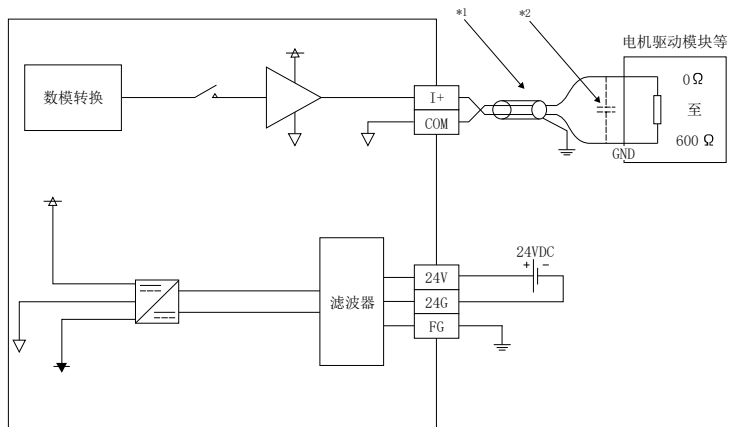 *1
*2
电机驱动模块等
数模转换
I+
COM
0Ω
至
600 Ω
GND
24VDC
+ -
滤波器
24V
24G
FG